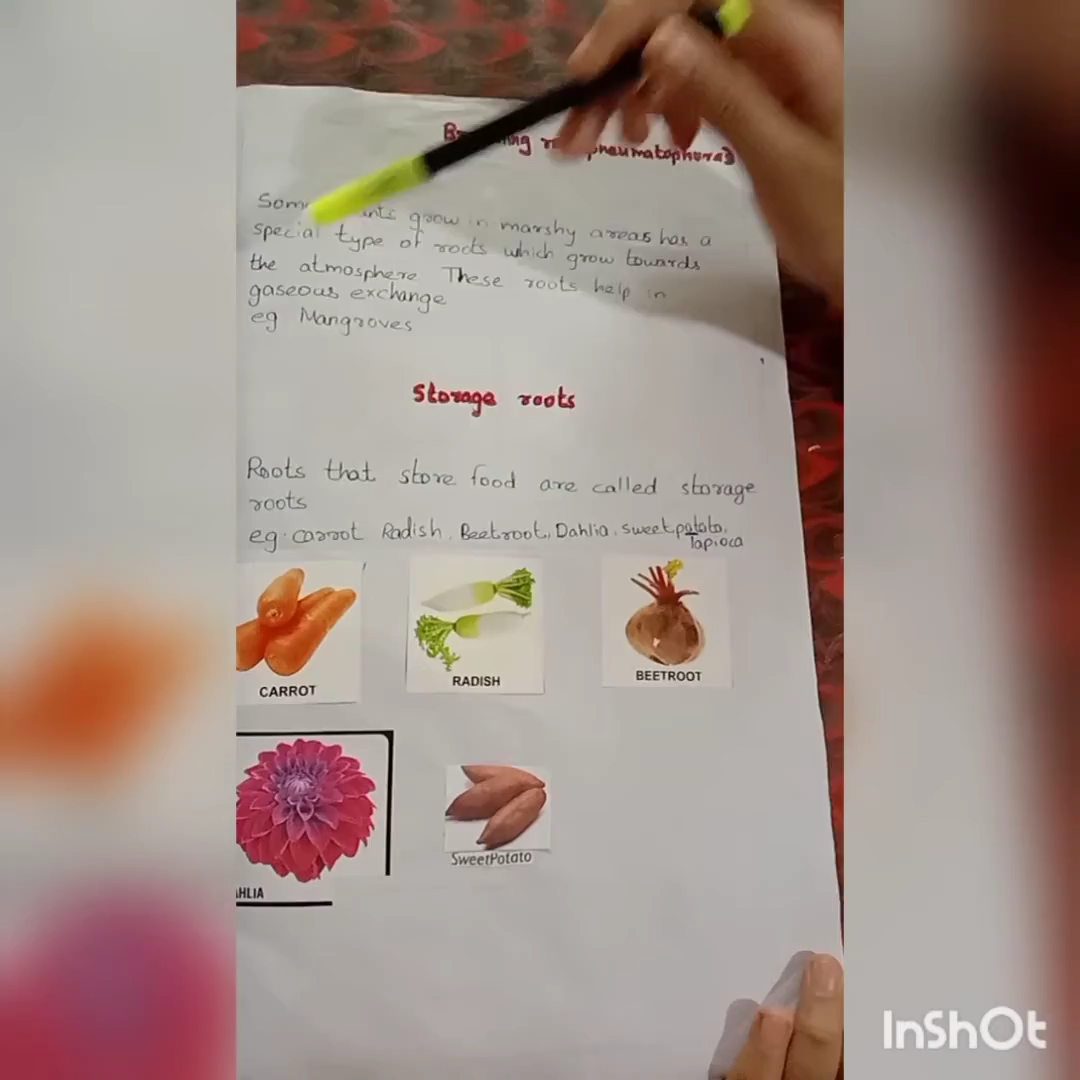 (pneumatophores)
grow in marshy areas has a
special type of roots which grow towards
the atmosphere These roots help in
gaseous exchange
eg Mangroves
Storage roots
Roots that store food are called storage
roots
eg. carrot Radish, Beetroot, Dahlia, sweet potato,
Tapioca
CARROT
RADISH
BEETROOT
SweetPotato
InShOt